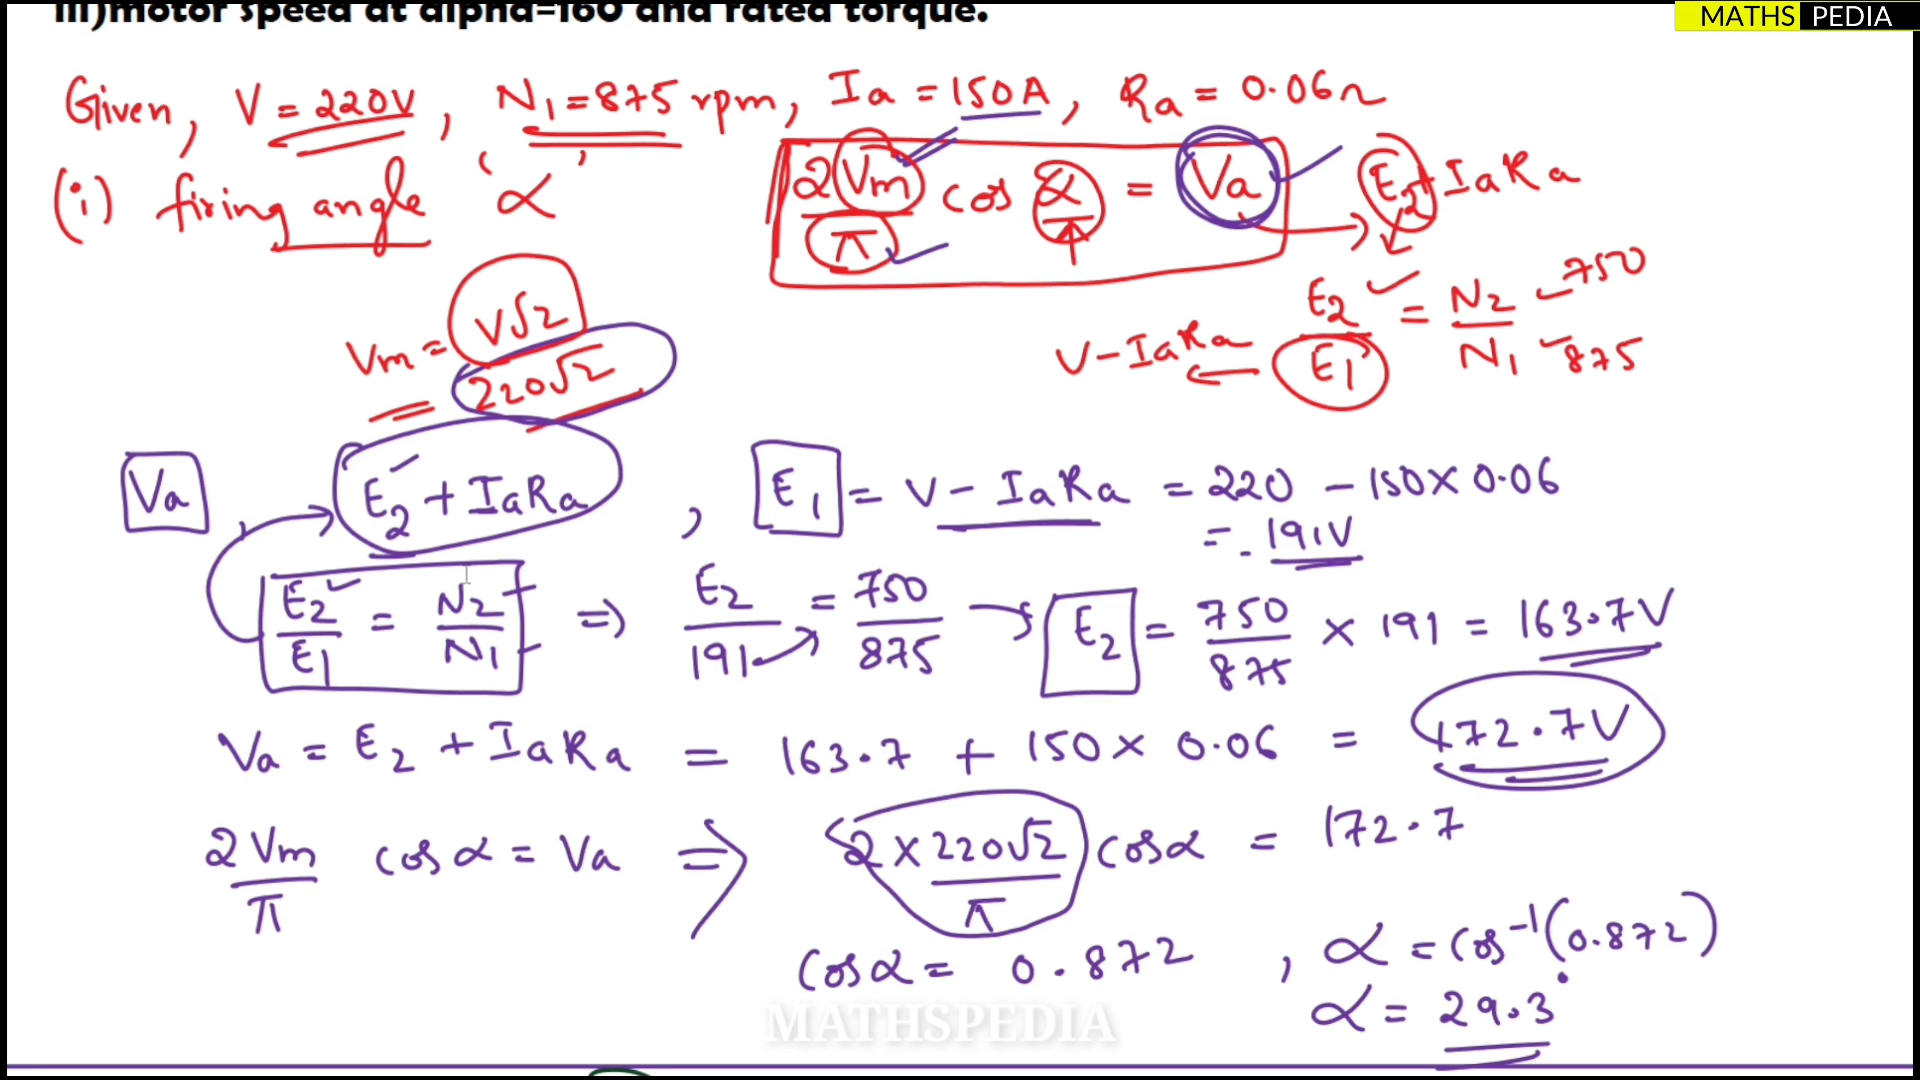 iii)motor speed at alpha=160 and rated torque.
MATHS PEDIA
Given, V = 220V, N₁ = 875 rpm, Ia = 150A, Ra = 0.06Ω
(i) firing angle 'α'
2Vm/π cos α = Va → E₂ + IaRa
Vm = V√2
220√2
V - IaRa ← E₂/E₁ = N₂/N₁ 750 875
Va E₂ + IaRa, E₁ = V - IaRa = 220 - 150 × 0.06
= 191V
E₂/E₁ = N₂/N₁ ⇒ E₂/191 = 750/875 → E₂ = 750/875 × 191 = 163.7V
Va = E₂ + IaRa = 163.7 + 150 × 0.06 = 172.7V
2Vm/π cos α = Va ⇒ 2 × 220√2/π cos α = 172.7
cos α = 0.872, α = cos⁻¹(0.872)
α = 29.3°
MATHSPEDIA